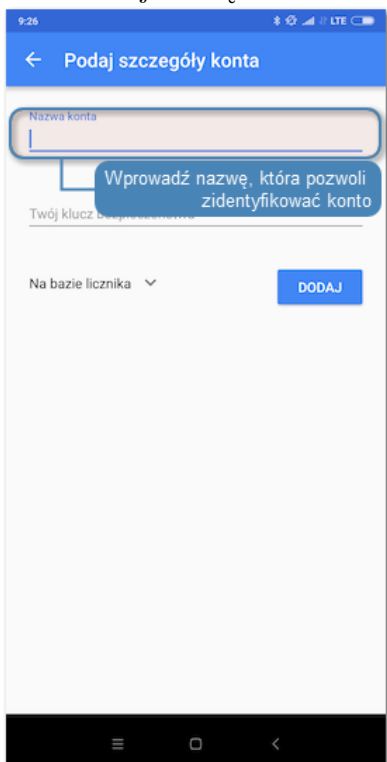 9:26 LTE
Podaj szczegóły konta
Nazwa konta
Wprowadź nazwę, która pozwoli
zidentyfikować konto
Twój klucz
Na bazie licznika
DODAJ